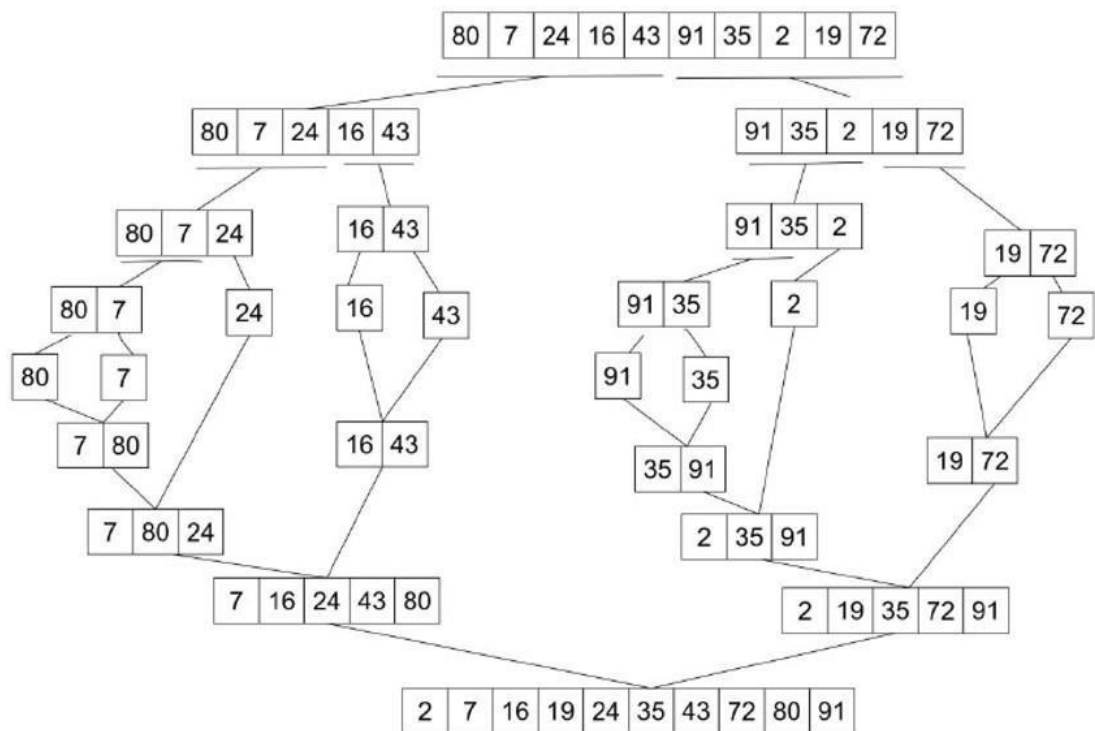 80 7 24 16 43 91 35 2 19 72
80 7 24 16 43
91 35 2 19 72
80 7 24
16 43
91 35 2
19 72
80 7
24
16
43
91 35
2
19
72
80
7
91
35
7 80
16 43
35 91
19 72
7 80 24
2 35 91
7 16 24 43 80
2 19 35 72 91
2 7 16 19 24 35 43 72 80 91